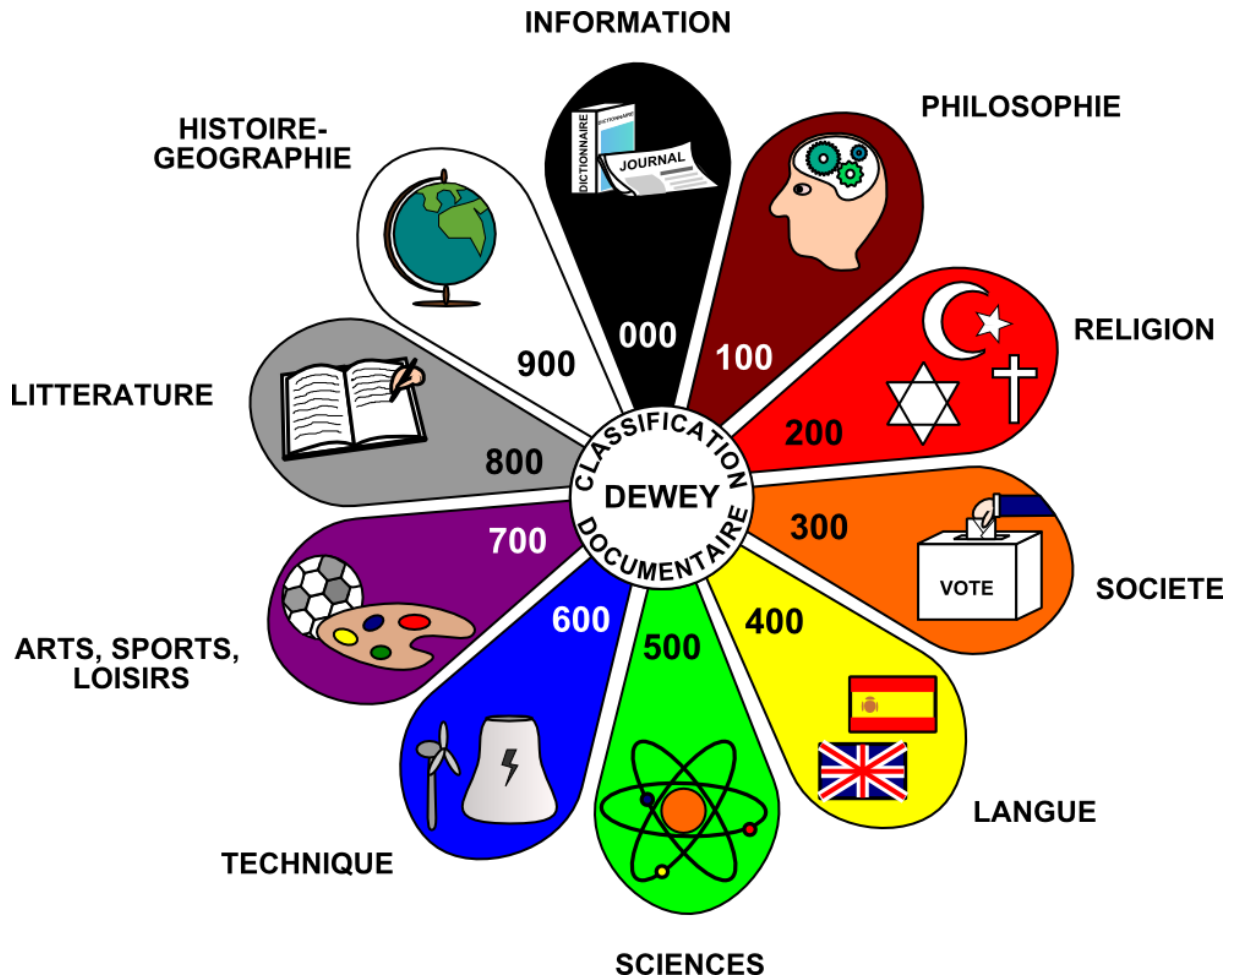 INFORMATION
DICTIONNAIRE
DICTIONNAIRE
JOURNAL
000
PHILOSOPHIE
100
RELIGION
200
SOCIETE
300
VOTE
LANGUE
400
SCIENCES
500
TECHNIQUE
600
ARTS, SPORTS,
LOISIRS
700
LITTERATURE
800
HISTOIRE-
GEOGRAPHIE
900
CLASSIFICATION
DEWEY
DOCUMENTAIRE